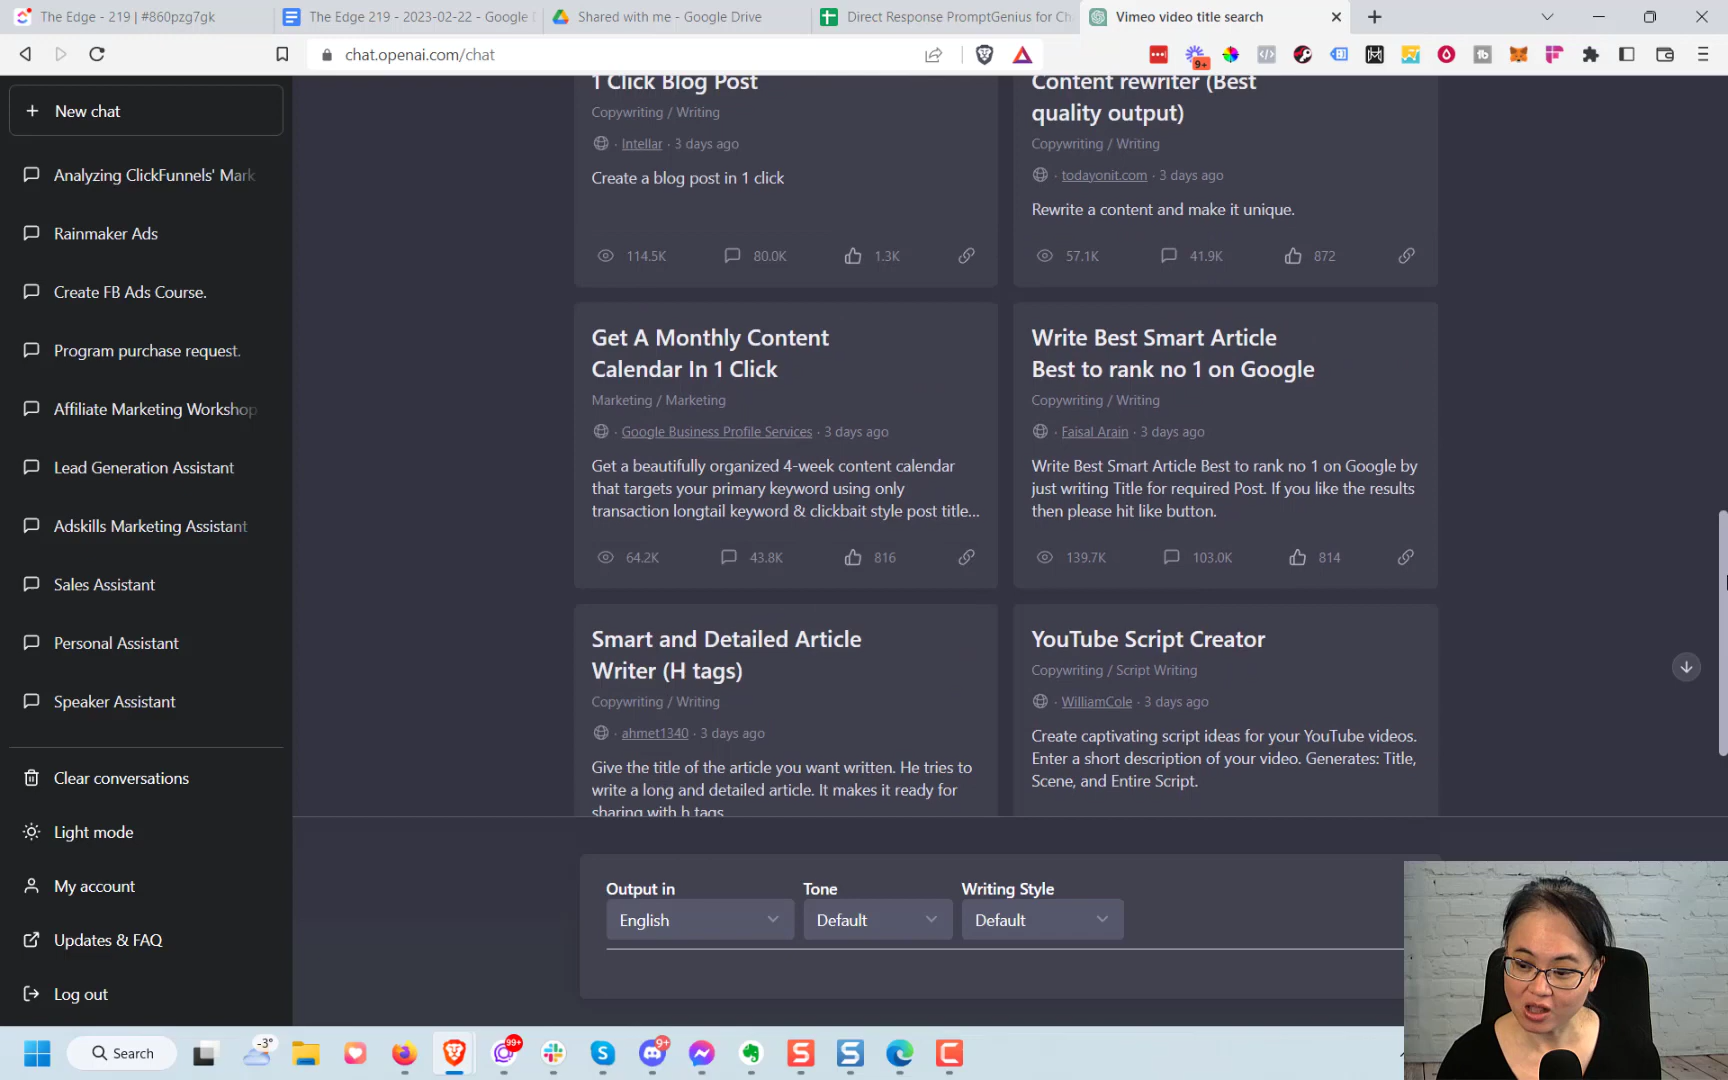 The Edge - 219 | #860pzg7gk
The Edge 219 - 2023-02-22 - Google
Shared with me - Google Drive
Direct Response PromptGenius for Ch
Vimeo video title search
chat.openai.com/chat
9+
New chat
Analyzing ClickFunnels' Mark
Rainmaker Ads
Create FB Ads Course.
Program purchase request.
Affiliate Marketing Workshop
Lead Generation Assistant
Adskills Marketing Assistant
Sales Assistant
Personal Assistant
Speaker Assistant
Clear conversations
Light mode
My account
Updates & FAQ
Log out
1 Click Blog Post
Copywriting / Writing
· Intellar · 3 days ago
Create a blog post in 1 click
114.5K 80.0K 1.3K
Content rewriter (Best
quality output)
Copywriting / Writing
· todayonit.com · 3 days ago
Rewrite a content and make it unique.
57.1K 41.9K 872
Get A Monthly Content
Calendar In 1 Click
Marketing / Marketing
· Google Business Profile Services · 3 days ago
Get a beautifully organized 4-week content calendar
that targets your primary keyword using only
transaction longtail keyword & clickbait style post title...
64.2K 43.8K 816
Write Best Smart Article
Best to rank no 1 on Google
Copywriting / Writing
· Faisal Arain · 3 days ago
Write Best Smart Article Best to rank no 1 on Google by
just writing Title for required Post. If you like the results
then please hit like button.
139.7K 103.0K 814
Smart and Detailed Article
Writer (H tags)
Copywriting / Writing
· ahmet1340 · 3 days ago
Give the title of the article you want written. He tries to
write a long and detailed article. It makes it ready for
sharing with h tags
YouTube Script Creator
Copywriting / Script Writing
· WilliamCole · 3 days ago
Create captivating script ideas for your YouTube videos.
Enter a short description of your video. Generates: Title,
Scene, and Entire Script.
Output in Tone Writing Style
English Default Default
Search
-3°
99+
9+